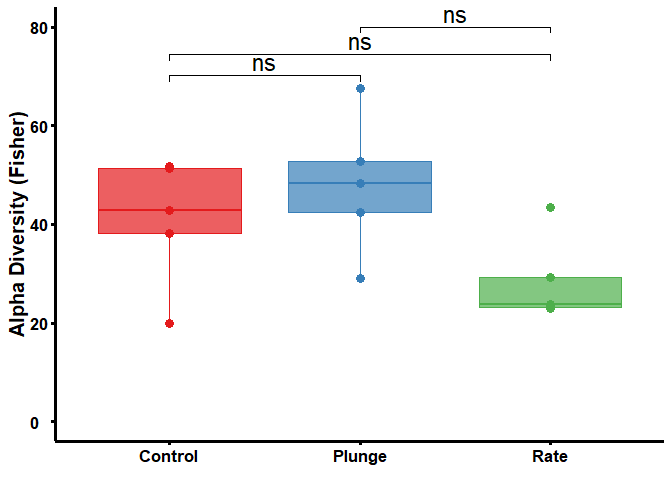 80
60
40
20
0
Alpha Diversity (Fisher)
ns
ns
ns
Control
Plunge
Rate